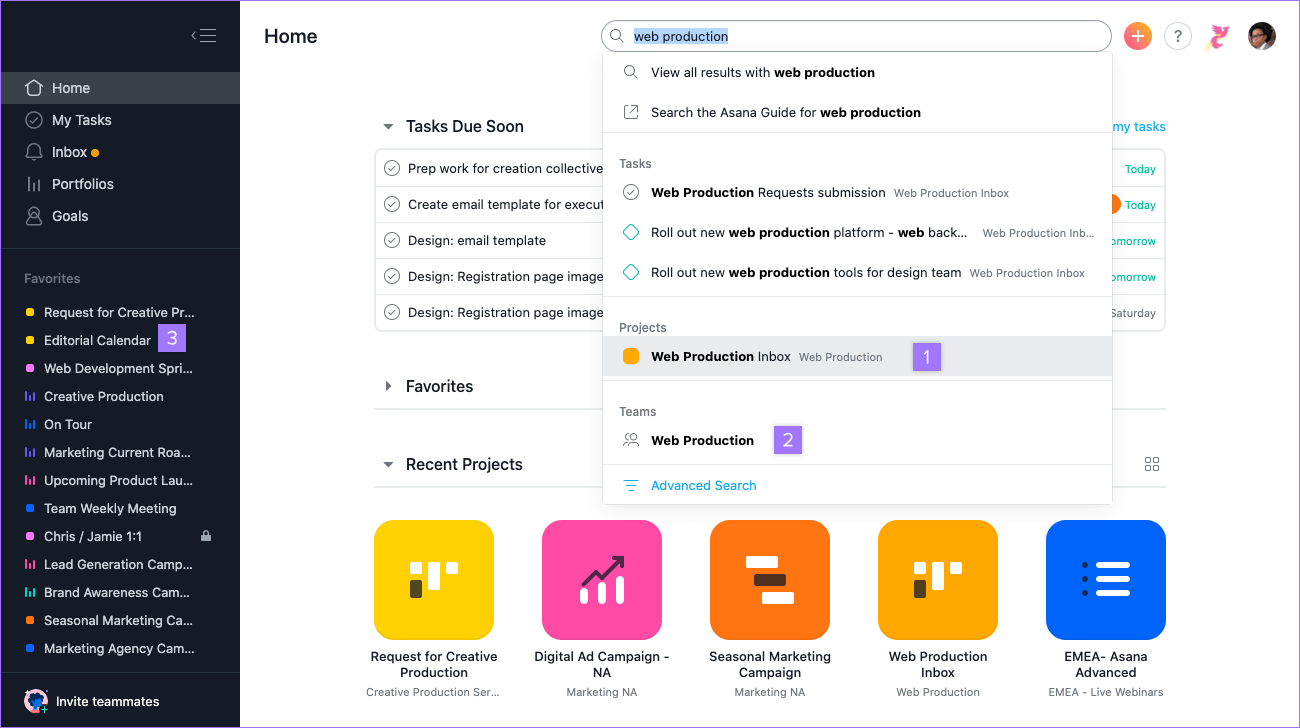 Home
My Tasks
Inbox
Portfolios
Goals
Favorites
Request for Creative Pr...
Editorial Calendar 3
Web Development Spri...
Creative Production
On Tour
Marketing Current Roa...
Upcoming Product Lau...
Team Weekly Meeting
Chris / Jamie 1:1
Lead Generation Camp...
Brand Awareness Cam...
Seasonal Marketing Ca...
Marketing Agency Cam...
Invite teammates
Home
web production
+
?
View all results with web production
Search the Asana Guide for web production
Tasks
Web Production Requests submission Web Production Inbox
Roll out new web production platform - web back... Web Production Inb...
Roll out new web production tools for design team Web Production Inbox
Projects
Web Production Inbox Web Production 1
Teams
Web Production 2
Advanced Search
Tasks Due Soon my tasks
Prep work for creation collective Today
Create email template for execut Today
Design: email template omorrow
Design: Registration page image omorrow
Design: Registration page image Saturday
Favorites
Recent Projects
Request for Creative
Production
Creative Production Ser...
Digital Ad Campaign -
NA
Marketing NA
Seasonal Marketing
Campaign
Marketing NA
Web Production
Inbox
Web Production
EMEA- Asana
Advanced
EMEA - Live Webinars